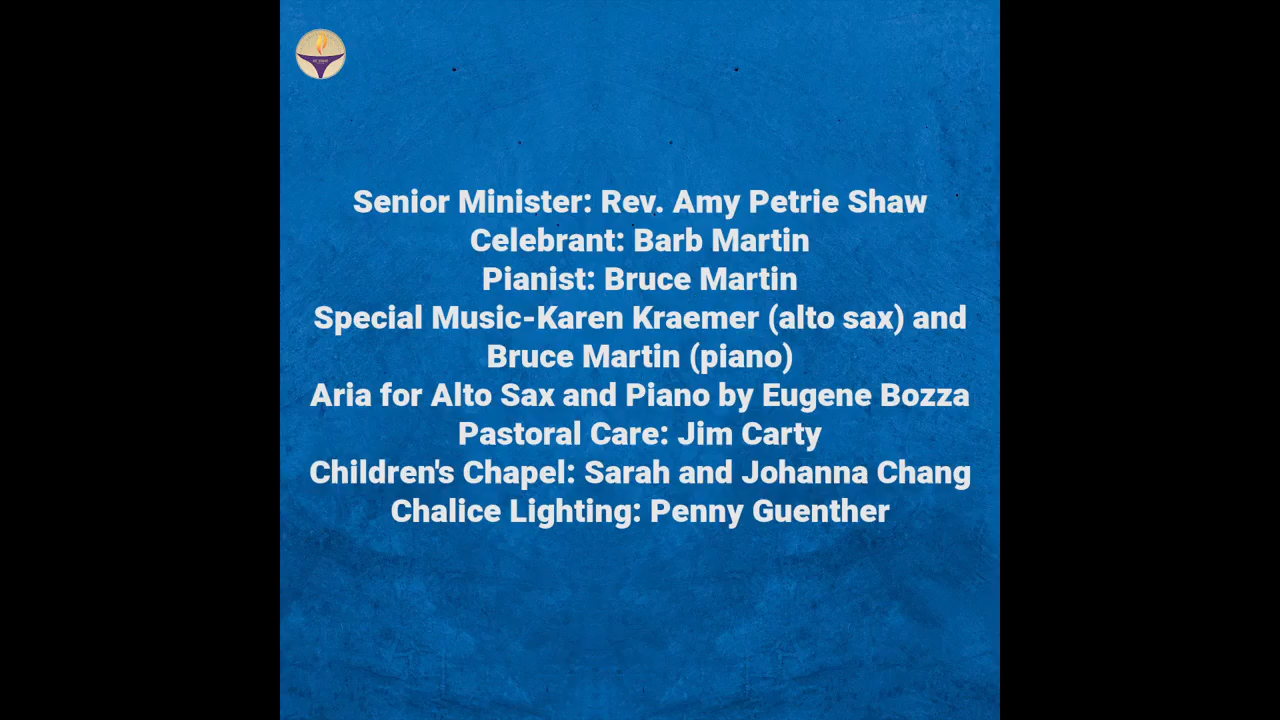 Senior Minister: Rev. Amy Petrie Shaw
Celebrant: Barb Martin
Pianist: Bruce Martin
Special Music-Karen Kraemer (alto sax) and
Bruce Martin (piano)
Aria for Alto Sax and Piano by Eugene Bozza
Pastoral Care: Jim Carty
Children's Chapel: Sarah and Johanna Chang
Chalice Lighting: Penny Guenther